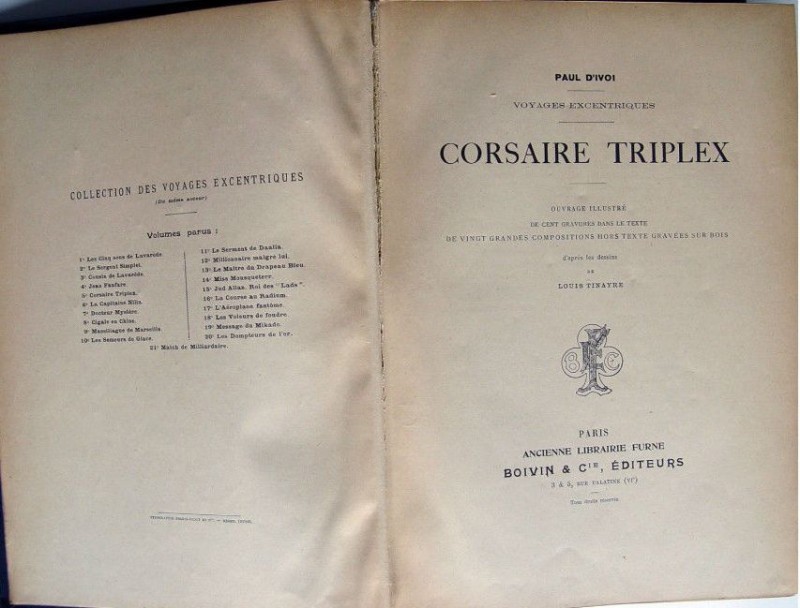 COLLECTION DES VOYAGES EXCENTRIQUES
(Du même auteur)
Volumes parus :
1° Les Cinq sous de Lavarède.
2° Le Sergent Simplet.
3° Cousin de Lavarède.
4° Jean Fanfare.
5° Corsaire Triplex.
6° La Capitaine Nilia.
7° Docteur Mystère.
8° Cigale en Chine.
9° Massiliague de Marseille.
10° Les Semeurs de Glace.
11° Le Serment de Daalia.
12° Millionnaire malgré lui.
13° Le Maître du Drapeau Bleu.
14° Miss Mousqueterr.
15° Jud Allan. Roi des "Lads".
16° La Course au Radium.
17° L'Aéroplane fantôme.
18° Les Voleurs de foudre.
19° Message du Mikado.
20° Les Dompteurs de l'or.
21° Match de Milliardaire.
PAUL D'IVOI
VOYAGES EXCENTRIQUES
CORSAIRE TRIPLEX
OUVRAGE ILLUSTRÉ
DE CENT GRAVURES DANS LE TEXTE
DE VINGT GRANDES COMPOSITIONS HORS TEXTE GRAVÉES SUR BOIS
d'après les dessins
DE
LOUIS TINAYRE
B F C
PARIS
ANCIENNE LIBRAIRIE FURNE
BOIVIN & Cie, ÉDITEURS
3 & 5, RUE PALATINE (VIe)
Tous droits réservés.